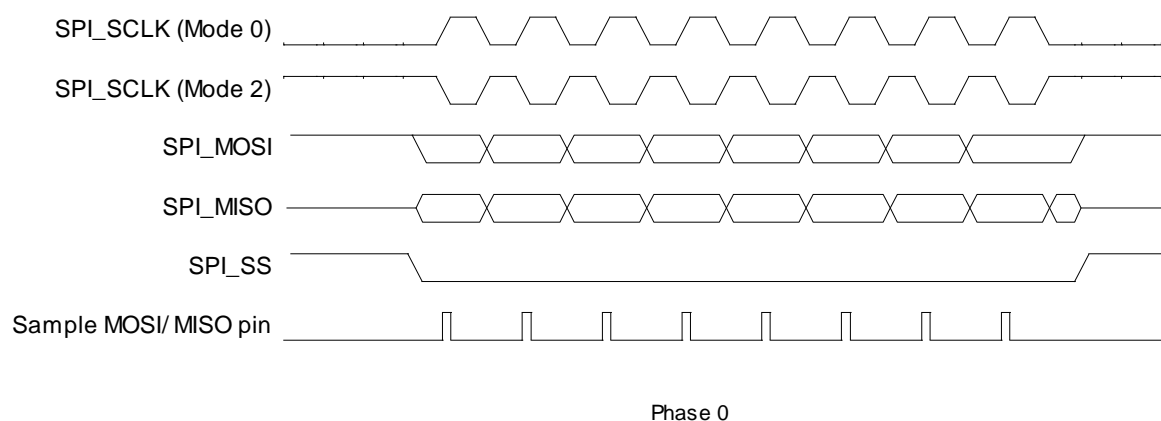 SPI_SCLK (Mode 0)
SPI_SCLK (Mode 2)
SPI_MOSI
SPI_MISO
SPI_SS
Sample MOSI/ MISO pin
Phase 0